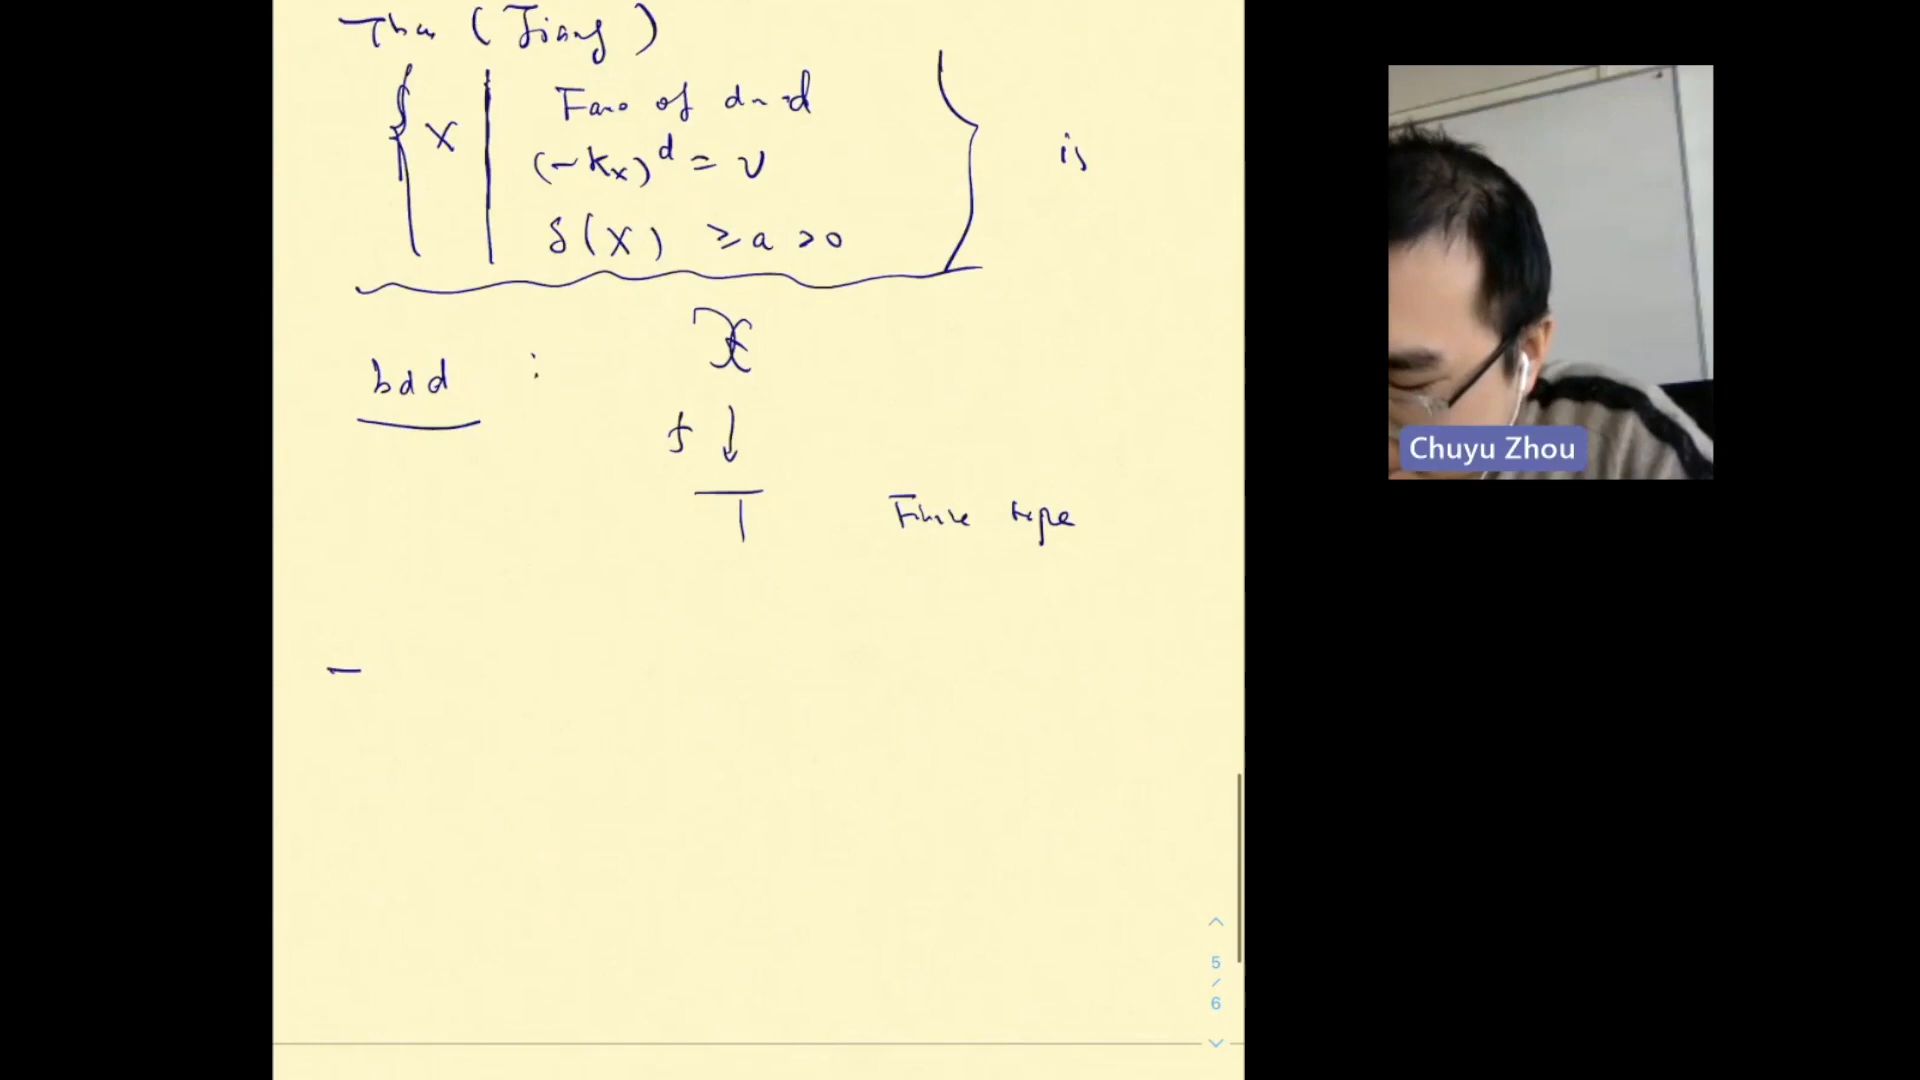 Thm (Jiang)
{ X | Fano of dim d
(-K_X)^d = v
δ(X) ≥ a > 0 } is
bdd : 𝒳
f ↓
T Finite type
Chuyu Zhou
5
/
6